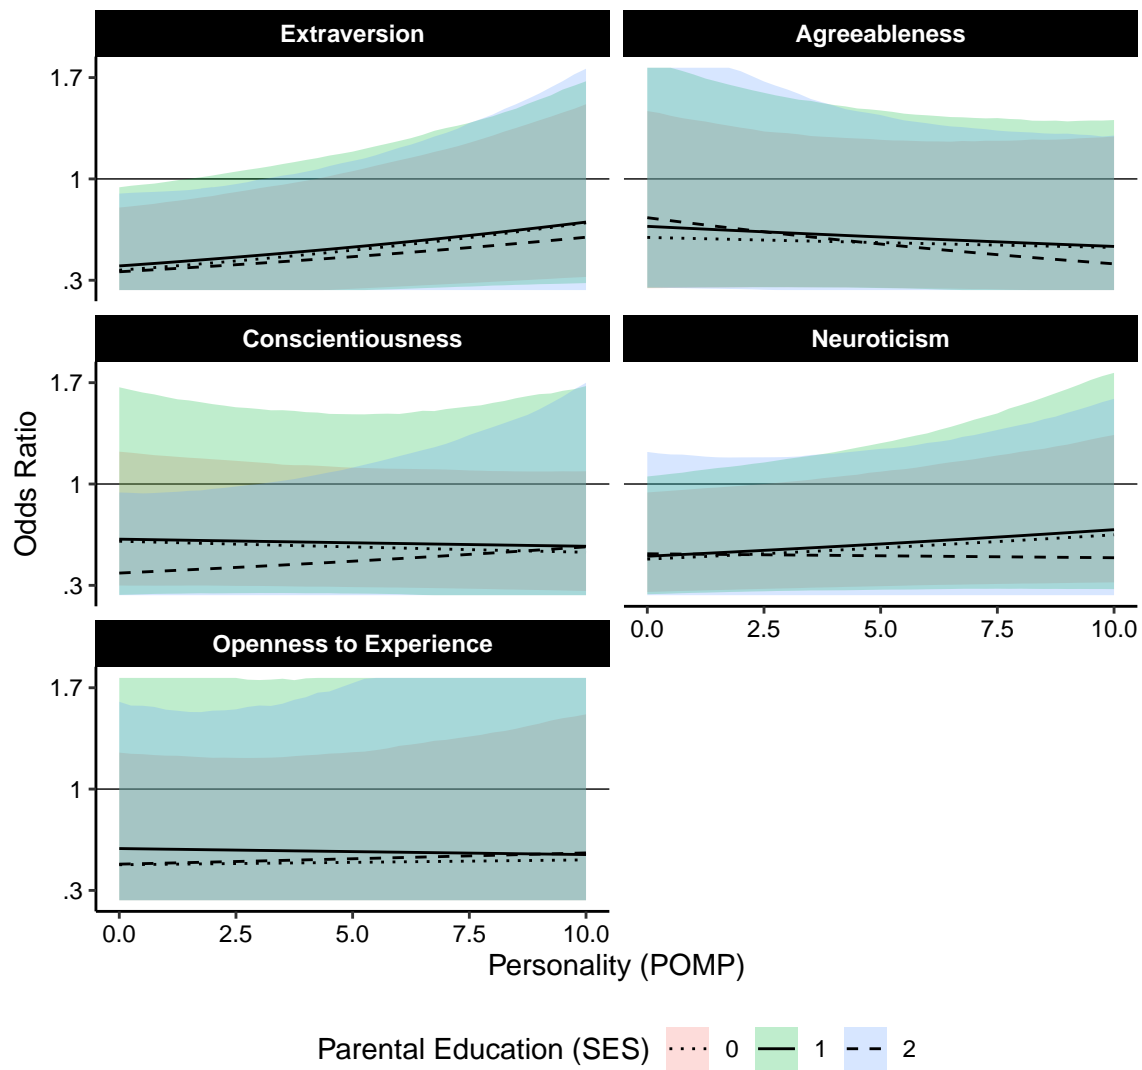 Extraversion
Agreeableness
1.7
1
.3
Conscientiousness
Neuroticism
1.7
1
.3
0.0 2.5 5.0 7.5 10.0
Openness to Experience
1.7
1
.3
0.0 2.5 5.0 7.5 10.0
Odds Ratio
Personality (POMP)
Parental Education (SES) 0 1 2